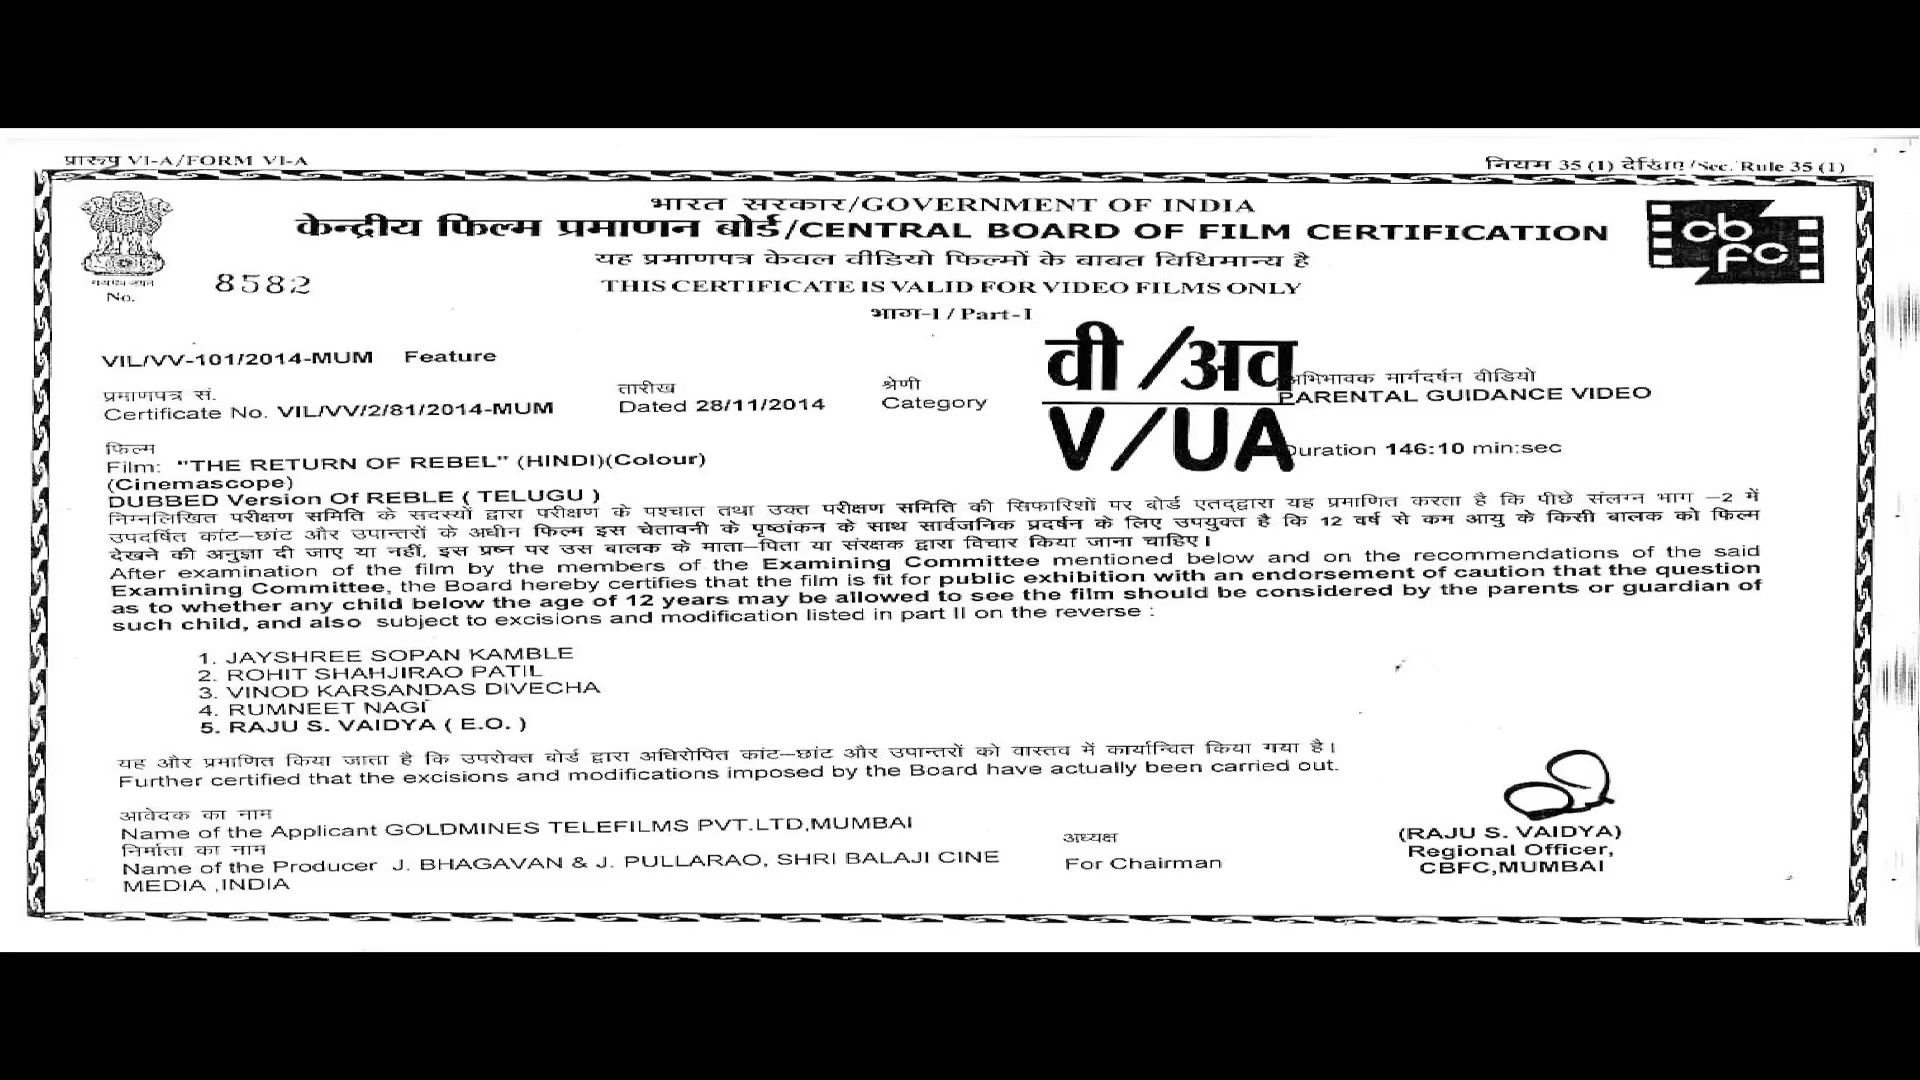 प्रारूप VI-A/FORM VI-A
नियम 35 (1) देखिए /Sec. Rule 35 (1)
भारत सरकार/GOVERNMENT OF INDIA
केन्द्रीय फिल्म प्रमाणन बोर्ड/CENTRAL BOARD OF FILM CERTIFICATION
cb
fc
यह प्रमाणपत्र केवल वीडियो फिल्मों के बाबत विधिमान्य है
No. 8582
THIS CERTIFICATE IS VALID FOR VIDEO FILMS ONLY
भाग-I / Part-I
VIL/VV-101/2014-MUM Feature
वी/अव
प्रमाणपत्र सं. तारीख श्रेणी अभिभावक मार्गदर्षन वीडियो
Certificate No. VIL/VV/2/81/2014-MUM Dated 28/11/2014 Category PARENTAL GUIDANCE VIDEO
V/UA
फिल्म
Duration 146:10 min:sec
Film: "THE RETURN OF REBEL" (HINDI)(Colour)
(Cinemascope)
DUBBED Version Of REBLE ( TELUGU )
निम्नलिखित परीक्षण समिति के सदस्यों द्वारा परीक्षण के पश्चात तथा उक्त परीक्षण समिति की सिफारिशों पर बोर्ड एतद्द्वारा यह प्रमाणित करता है कि पीछे संलग्न भाग –2 में
उपदर्षित कांट–छांट और उपान्तरों के अधीन फिल्म इस चेतावनी के पृष्ठांकन के साथ सार्वजनिक प्रदर्षन के लिए उपयुक्त है कि 12 वर्ष से कम आयु के किसी बालक को फिल्म
देखने की अनुज्ञा दी जाए या नहीं, इस प्रष्न पर उस बालक के माता–पिता या संरक्षक द्वारा विचार किया जाना चाहिए।
After examination of the film by the members of the Examining Committee mentioned below and on the recommendations of the said
Examining Committee, the Board hereby certifies that the film is fit for public exhibition with an endorsement of caution that the question
as to whether any child below the age of 12 years may be allowed to see the film should be considered by the parents or guardian of
such child, and also subject to excisions and modification listed in part II on the reverse :
1. JAYSHREE SOPAN KAMBLE
2. ROHIT SHAHJIRAO PATIL
3. VINOD KARSANDAS DIVECHA
4. RUMNEET NAGI
5. RAJU S. VAIDYA ( E.O. )
यह और प्रमाणित किया जाता है कि उपरोक्त बोर्ड द्वारा अधिरोपित कांट–छांट और उपान्तरों को वास्तव में कार्यान्वित किया गया है।
Further certified that the excisions and modifications imposed by the Board have actually been carried out.
आवेदक का नाम
Name of the Applicant GOLDMINES TELEFILMS PVT.LTD,MUMBAI
निर्माता का नाम
Name of the Producer J. BHAGAVAN & J. PULLARAO, SHRI BALAJI CINE
MEDIA ,INDIA
अध्यक्ष
For Chairman
(RAJU S. VAIDYA)
Regional Officer,
CBFC,MUMBAI